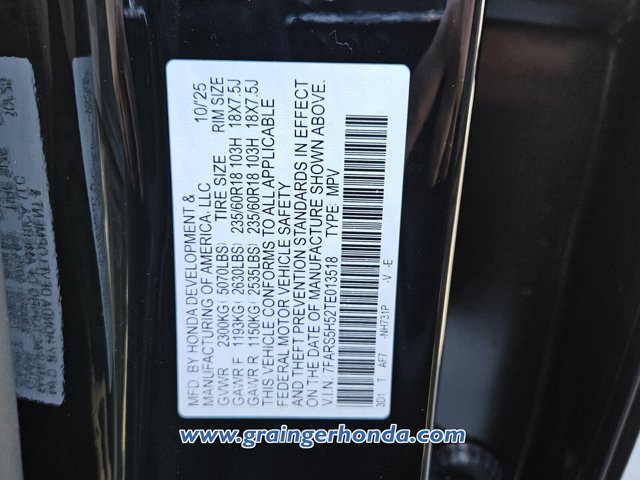 MFD. BY HONDA DEVELOPMENT &
MANUFACTURING OF AMERICA, LLC 10/'25
GVWR 2300KG( 5070LBS) TIRE SIZE RIM SIZE
GAWR F 1193KG( 2630LBS) 235/60R18 103H 18X7.5J
GAWR R 1150KG( 2535LBS) 235/60R18 103H 18X7.5J
THIS VEHICLE CONFORMS TO ALL APPLICABLE
FEDERAL MOTOR VEHICLE SAFETY
AND THEFT PREVENTION STANDARDS IN EFFECT
ON THE DATE OF MANUFACTURE SHOWN ABOVE.
V.I.N. 7FARS5H52TE013518 TYPE: MPV
3D1 T AF7 -NH731P -V -E
www.graingerhonda.com